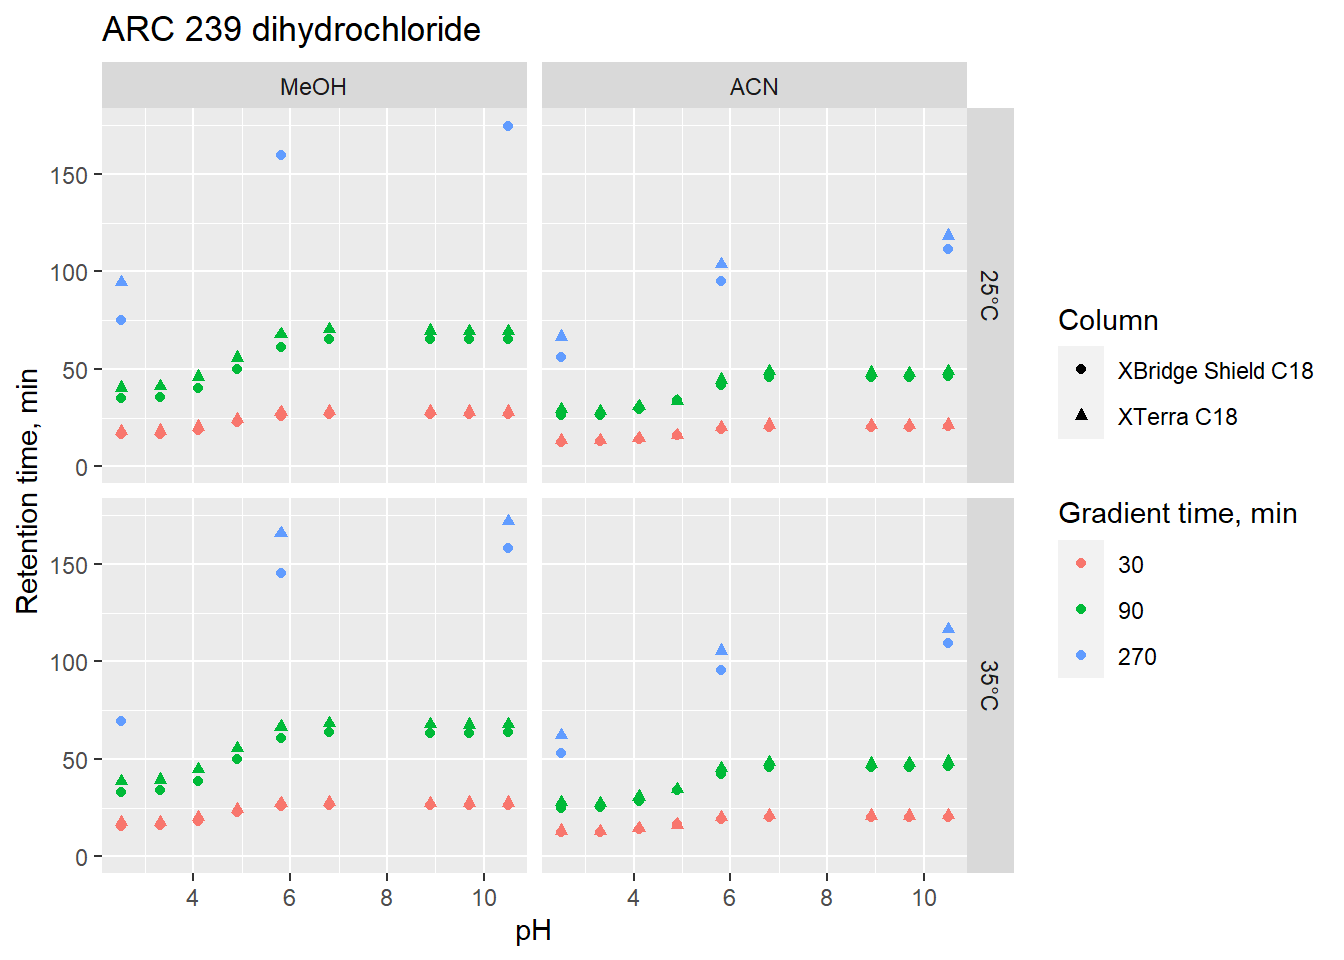 ARC 239 dihydrochloride
MeOH
ACN
150
100
50
0
25°C
150
100
50
0
35°C
4
6
8
10
4
6
8
10
pH
Retention time, min
Column
XBridge Shield C18
XTerra C18
Gradient time, min
30
90
270